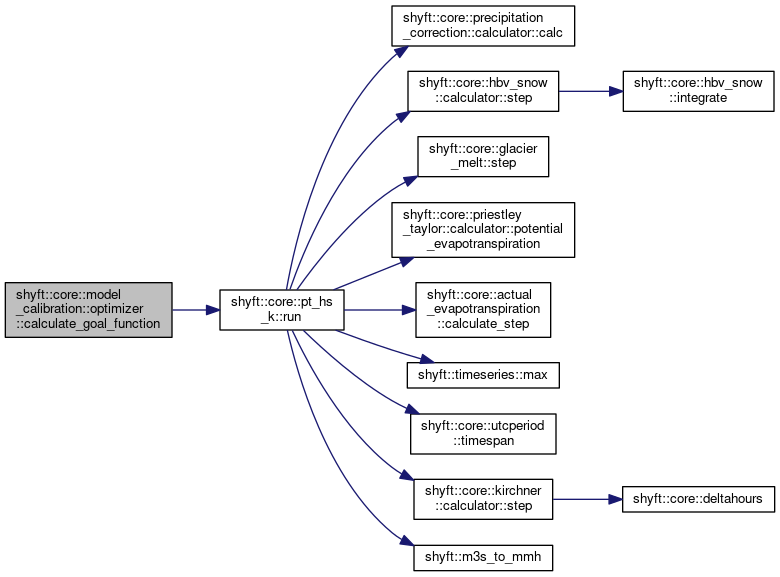 shyft::core::model
_calibration::optimizer
::calculate_goal_function
shyft::core::pt_hs
_k::run
shyft::core::precipitation
_correction::calculator::calc
shyft::core::hbv_snow
::calculator::step
shyft::core::hbv_snow
::integrate
shyft::core::glacier
_melt::step
shyft::core::priestley
_taylor::calculator::potential
_evapotranspiration
shyft::core::actual
_evapotranspiration
::calculate_step
shyft::timeseries::max
shyft::core::utcperiod
::timespan
shyft::core::kirchner
::calculator::step
shyft::core::deltahours
shyft::m3s_to_mmh